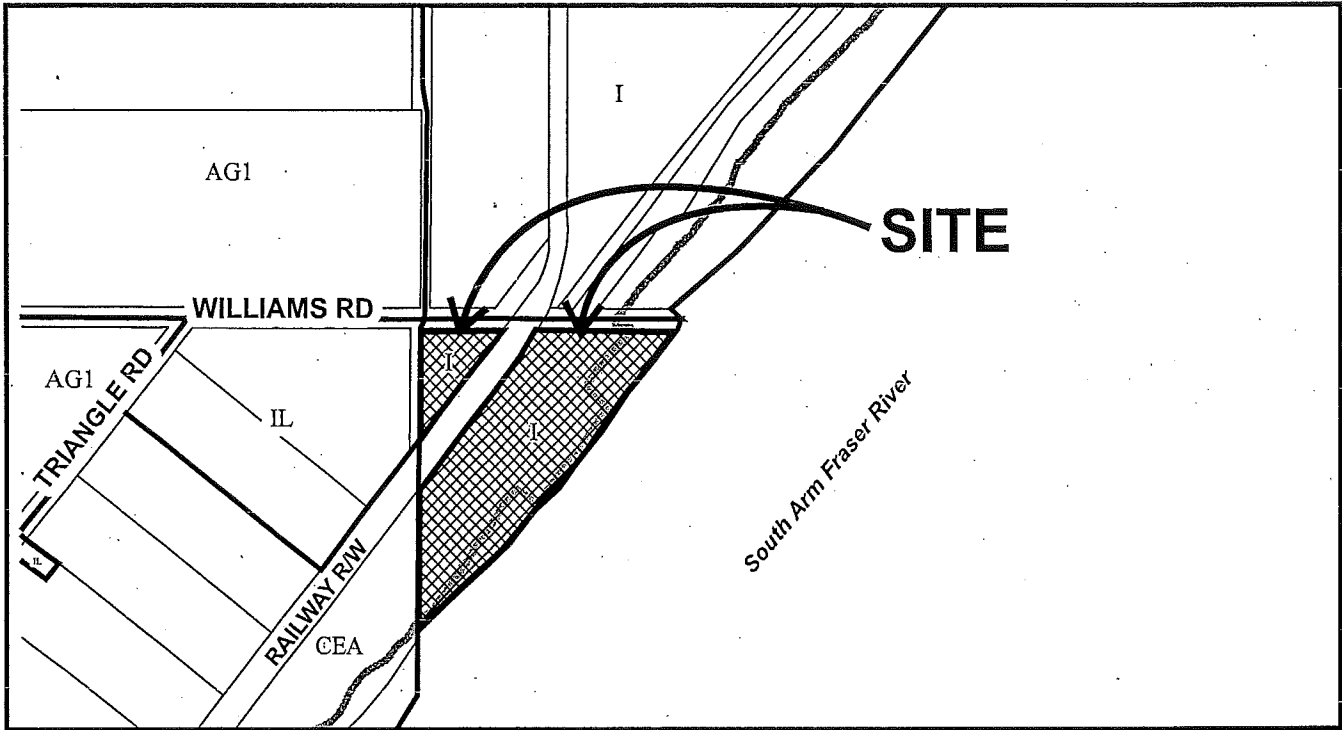 I
AG1
SITE
WILLIAMS RD
I
AG1
TRIANGLE RD
IL
I
South Arm Fraser River
IL
RAILWAY R/W
CEA